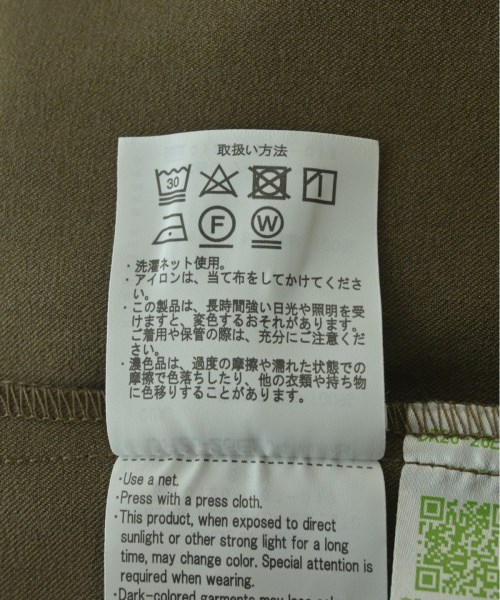 取扱い方法
30
F W
・洗濯ネット使用。
・アイロンは、当て布をしてかけてくださ
い。
・この製品は、長時間強い日光や照明を受
けますと、変色するおそれがあります。
ご着用や保管の際は、充分にご注意くださ
い。
・濃色品は、過度の摩擦や濡れた状態での
摩擦で色落ちしたり、他の衣類や持ち物
に色移りすることがあります。
・Use a net.
・Press with a press cloth.
・This product, when exposed to direct
sunlight or other strong light for a long
time, may change color. Special attention is
required when wearing.
・Dark-colored garments may